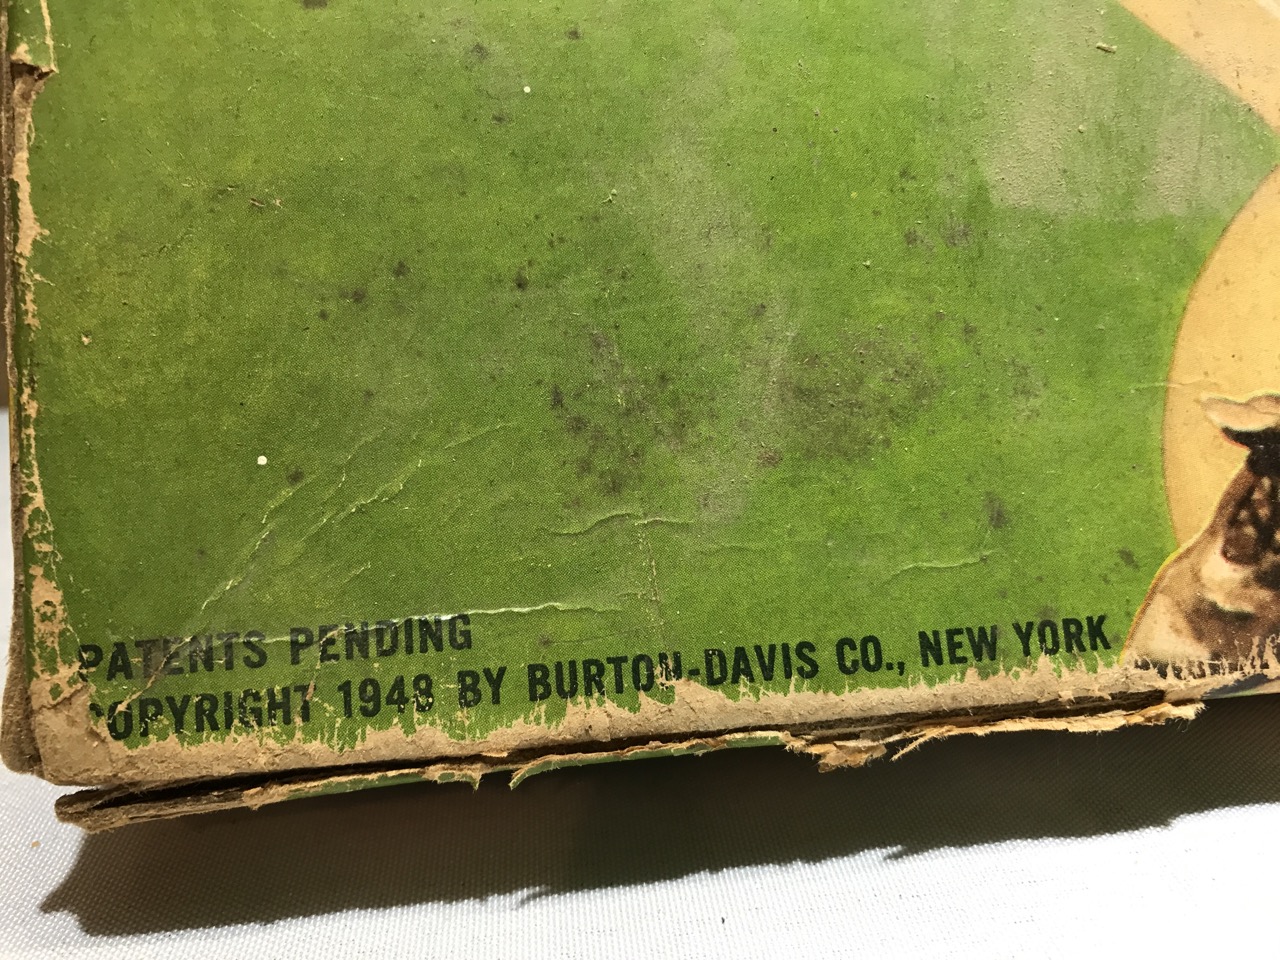 PATENTS PENDING
COPYRIGHT 1948 BY BURTON-DAVIS CO., NEW YORK